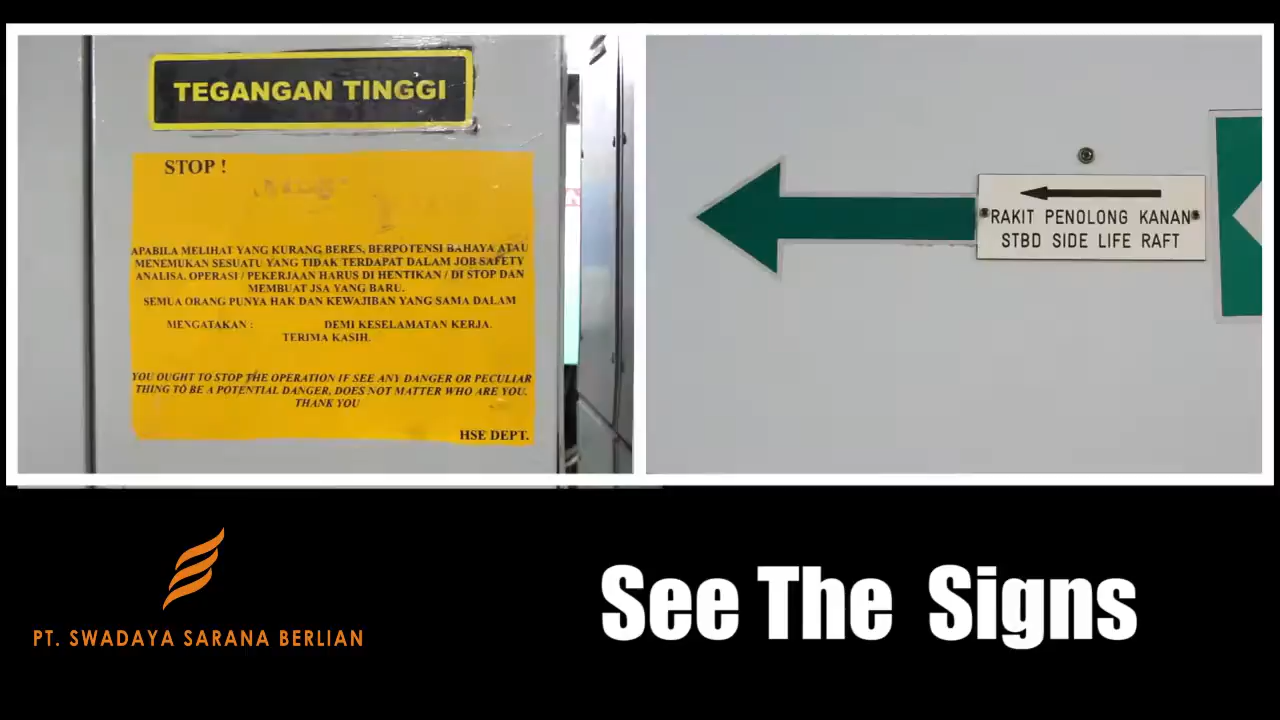 TEGANGAN TINGGI
STOP !
APABILA MELIHAT YANG KURANG BERES, BERPOTENSI BAHAYA ATAU
MENEMUKAN SESUATU YANG TIDAK TERDAPAT DALAM JOB SAFETY
ANALISA. OPERASI / PEKERJAAN HARUS DI HENTIKAN / DI STOP DAN
MEMBUAT JSA YANG BARU.
SEMUA ORANG PUNYA HAK DAN KEWAJIBAN YANG SAMA DALAM
MENGATAKAN : DEMI KESELAMATAN KERJA.
TERIMA KASIH.
YOU OUGHT TO STOP THE OPERATION IF SEE ANY DANGER OR PECULIAR
THING TO BE A POTENTIAL DANGER, DOES NOT MATTER WHO ARE YOU.
THANK YOU
HSE DEPT.
RAKIT PENOLONG KANAN
STBD SIDE LIFE RAFT
PT. SWADAYA SARANA BERLIAN
See The Signs